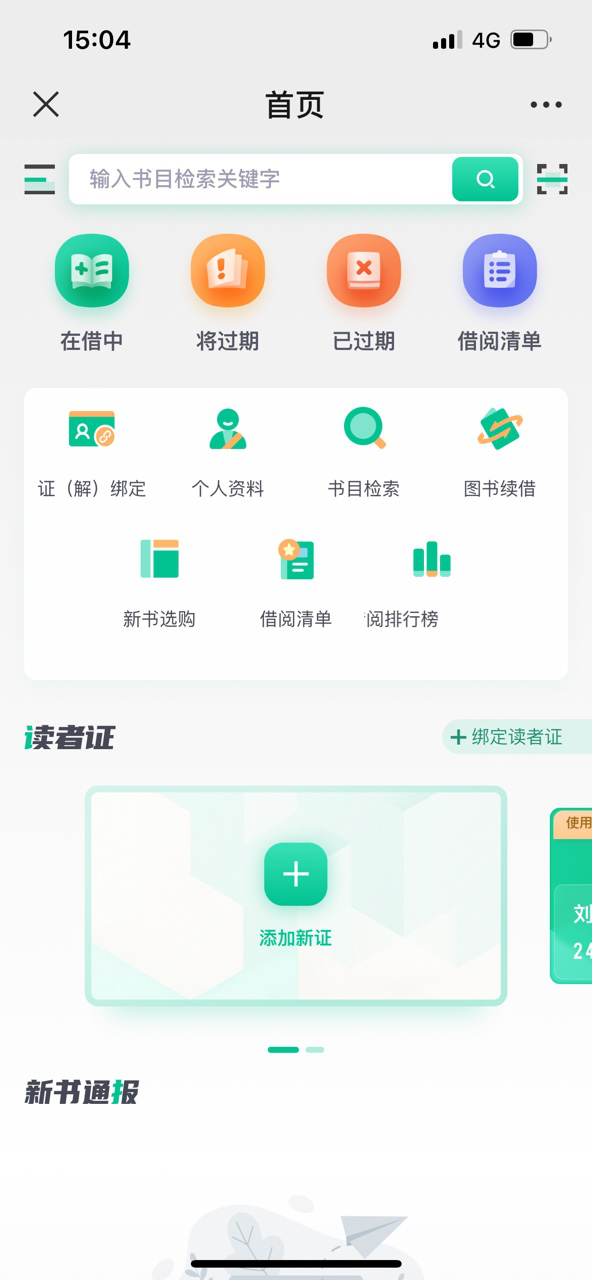 15:04
4G
首页
输入书目检索关键字
在借中
将过期
已过期
借阅清单
证（解）绑定
个人资料
书目检索
图书续借
新书选购
借阅清单
阅排行榜
读者证
绑定读者证
使用
添加新证
刘
24
新书通报